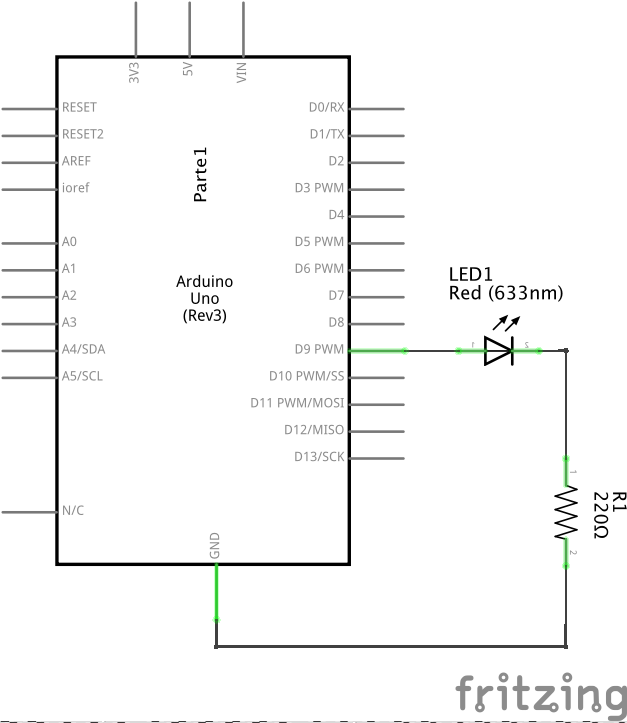 3V3
5V
VIN
RESET
RESET2
AREF
ioref
A0
A1
A2
A3
A4/SDA
A5/SCL
N/C
Parte1
Arduino
Uno
(Rev3)
D0/RX
D1/TX
D2
D3 PWM
D4
D5 PWM
D6 PWM
D7
D8
D9 PWM
D10 PWM/SS
D11 PWM/MOSI
D12/MISO
D13/SCK
GND
LED1
Red (633nm)
1
2
1
2
R1
220Ω
fritzing